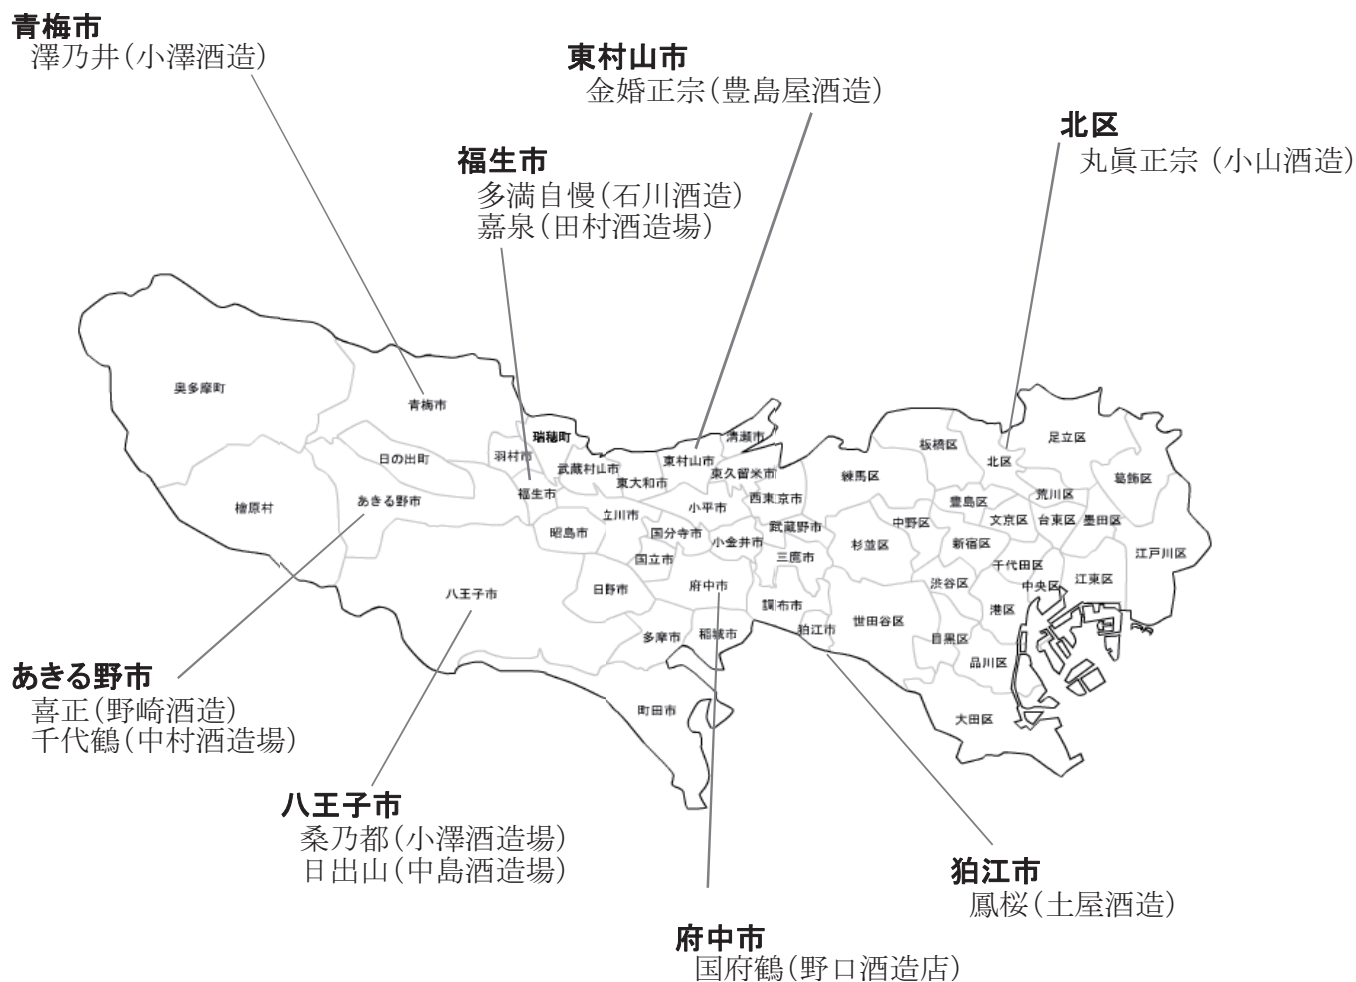 青梅市
澤乃井(小澤酒造)
東村山市
金婚正宗(豊島屋酒造)
北区
丸眞正宗 (小山酒造)
福生市
多満自慢(石川酒造)
嘉泉(田村酒造場)
奥多摩町
青梅市
瑞穂町
羽村市
日の出町
武蔵村山市
東大和市
東村山市
清瀬市
東久留米市
練馬区
板橋区
北区
足立区
葛飾区
檜原村
あきる野市
福生市
昭島市
立川市
小平市
西東京市
国分寺市
小金井市
武蔵野市
国立市
三鷹市
杉並区
中野区
豊島区
文京区
荒川区
台東区
墨田区
新宿区
千代田区
江戸川区
八王子市
日野市
府中市
調布市
狛江市
世田谷区
渋谷区
中央区
江東区
港区
目黒区
品川区
多摩市
稲城市
町田市
大田区
あきる野市
喜正(野崎酒造)
千代鶴(中村酒造場)
八王子市
桑乃都(小澤酒造場)
日出山(中島酒造場)
狛江市
鳳桜(土屋酒造)
府中市
国府鶴(野口酒造店)